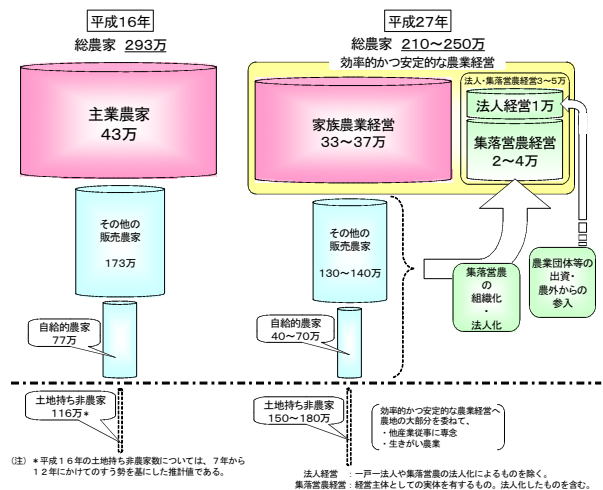 平成16年
総農家 293万
主業農家
43万
その他の
販売農家
173万
自給的農家
77万
土地持ち非農家
116万*
平成27年
総農家 210～250万
効率的かつ安定的な農業経営
家族農業経営
33～37万
法人・集落営農経営3～5万
法人経営1万
集落営農経営
2～4万
その他の
販売農家
130～140万
自給的農家
40～70万
集落営農
の
組織化
・
法人化
農業団体等の
出資・
農外からの
参入
土地持ち非農家
150～180万
効率的かつ安定的な農業経営へ
農地の大部分を委ねて、
・他産業従事に専念
・生きがい農業
(注) *平成16年の土地持ち非農家数については、7年から
12年にかけてのすう勢を基にした推計値である。
法人経営 ：一戸一法人や集落営農の法人化によるものを除く。
集落営農経営：経営主体としての実体を有するもの。法人化したものを含む。